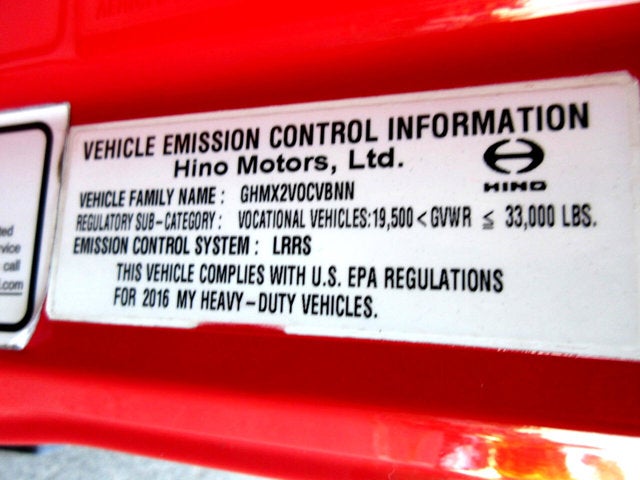 VEHICLE EMISSION CONTROL INFORMATION
Hino Motors, Ltd.
HINO
VEHICLE FAMILY NAME : GHMX2VOCVBNN
REGULATORY SUB-CATEGORY : VOCATIONAL VEHICLES:19,500 < GVWR ≤ 33,000 LBS.
EMISSION CONTROL SYSTEM : LRRS
THIS VEHICLE COMPLIES WITH U.S. EPA REGULATIONS
FOR 2016 MY HEAVY-DUTY VEHICLES.
call